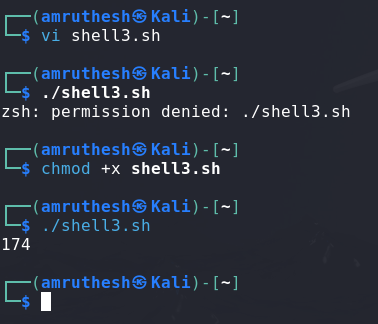 ┌──(amruthesh㉿Kali)-[~]
└─$ vi shell3.sh
┌──(amruthesh㉿Kali)-[~]
└─$ ./shell3.sh
zsh: permission denied: ./shell3.sh
┌──(amruthesh㉿Kali)-[~]
└─$ chmod +x shell3.sh
┌──(amruthesh㉿Kali)-[~]
└─$ ./shell3.sh
174
┌──(amruthesh㉿Kali)-[~]
└─$